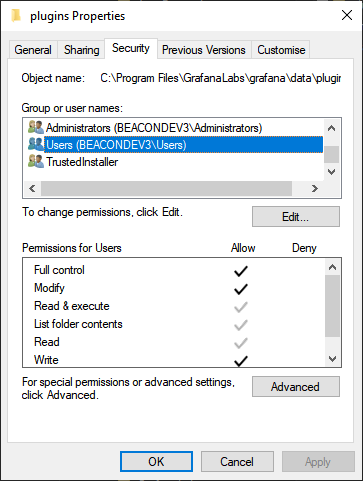 plugins Properties
General Sharing Security Previous Versions Customise
Object name: C:\Program Files\GrafanaLabs\grafana\data\plugin
Group or user names:
Administrators (BEACONDEV3\Administrators)
Users (BEACONDEV3\Users)
TrustedInstaller
To change permissions, click Edit.
Edit...
Permissions for Users Allow Deny
Full control
Modify
Read & execute
List folder contents
Read
Write
For special permissions or advanced settings,
click Advanced.
Advanced
OK Cancel Apply